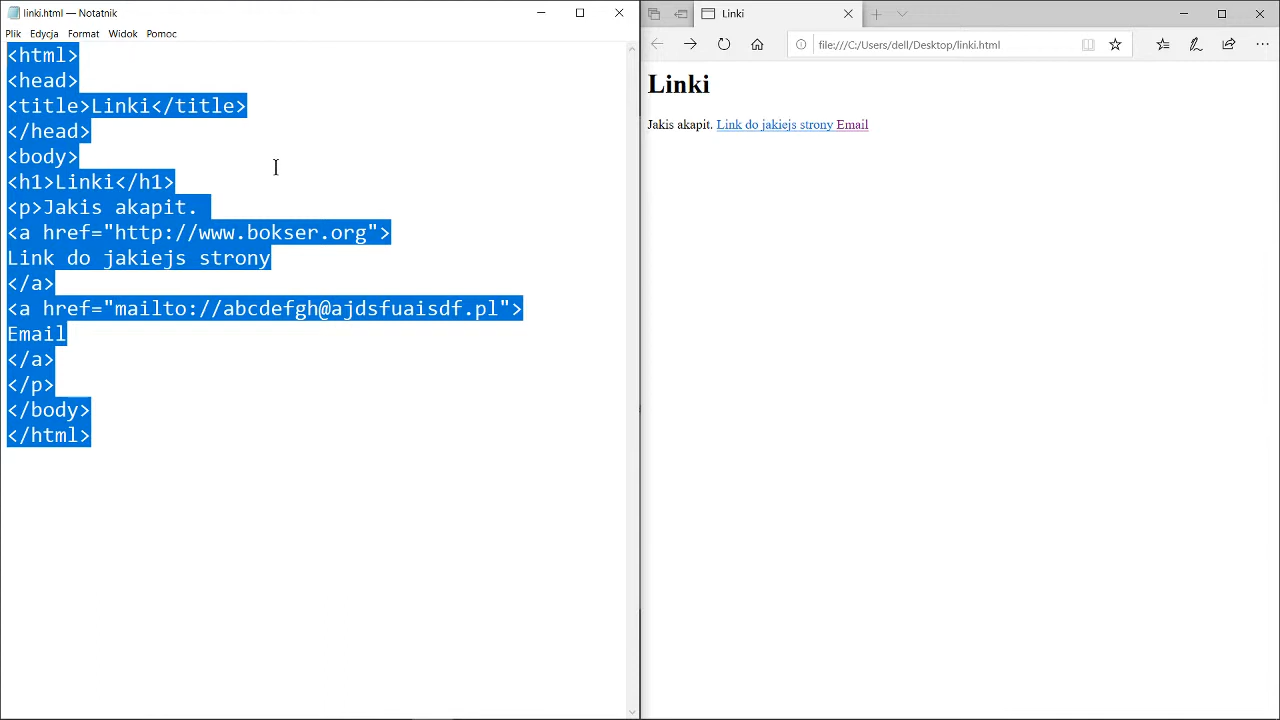 linki.html — Notatnik
Plik Edycja Format Widok Pomoc
<html>
<head>
<title>Linki</title>
</head>
<body>
<h1>Linki</h1>
<p>Jakis akapit.
<a href="http://www.bokser.org">
Link do jakiejs strony
</a>
<a href="mailto://abcdefgh@ajdsfuaisdf.pl">
Email
</a>
</p>
</body>
</html>
Linki
file:///C:/Users/dell/Desktop/linki.html
Linki
Jakis akapit. Link do jakiejs strony Email